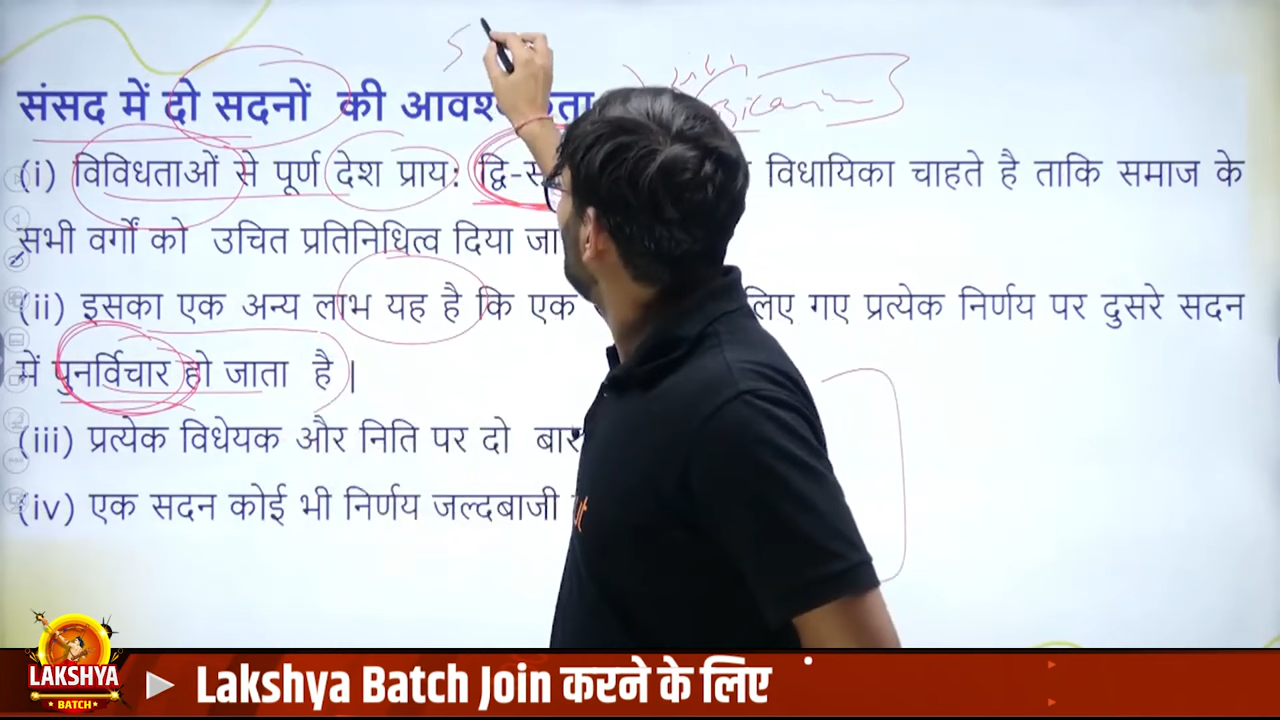 संसद में दो सदनों की
(i) विविधताओं से पूर्ण देश प्राय: विधायिका चाहते है ताकि समाज के
सभी वर्गों को उचित प्रतिनिधित्व दिया जा
(ii) इसका एक अन्य लाभ यह है कि एक लिए गए प्रत्येक निर्णय पर दुसरे सदन
में पुनर्विचार हो जाता है |
(iii) प्रत्येक विधेयक और निति पर दो बार
(iv) एक सदन कोई भी निर्णय जल्दबाजी
LAKSHYA
BATCH
Lakshya Batch Join करने के लिए